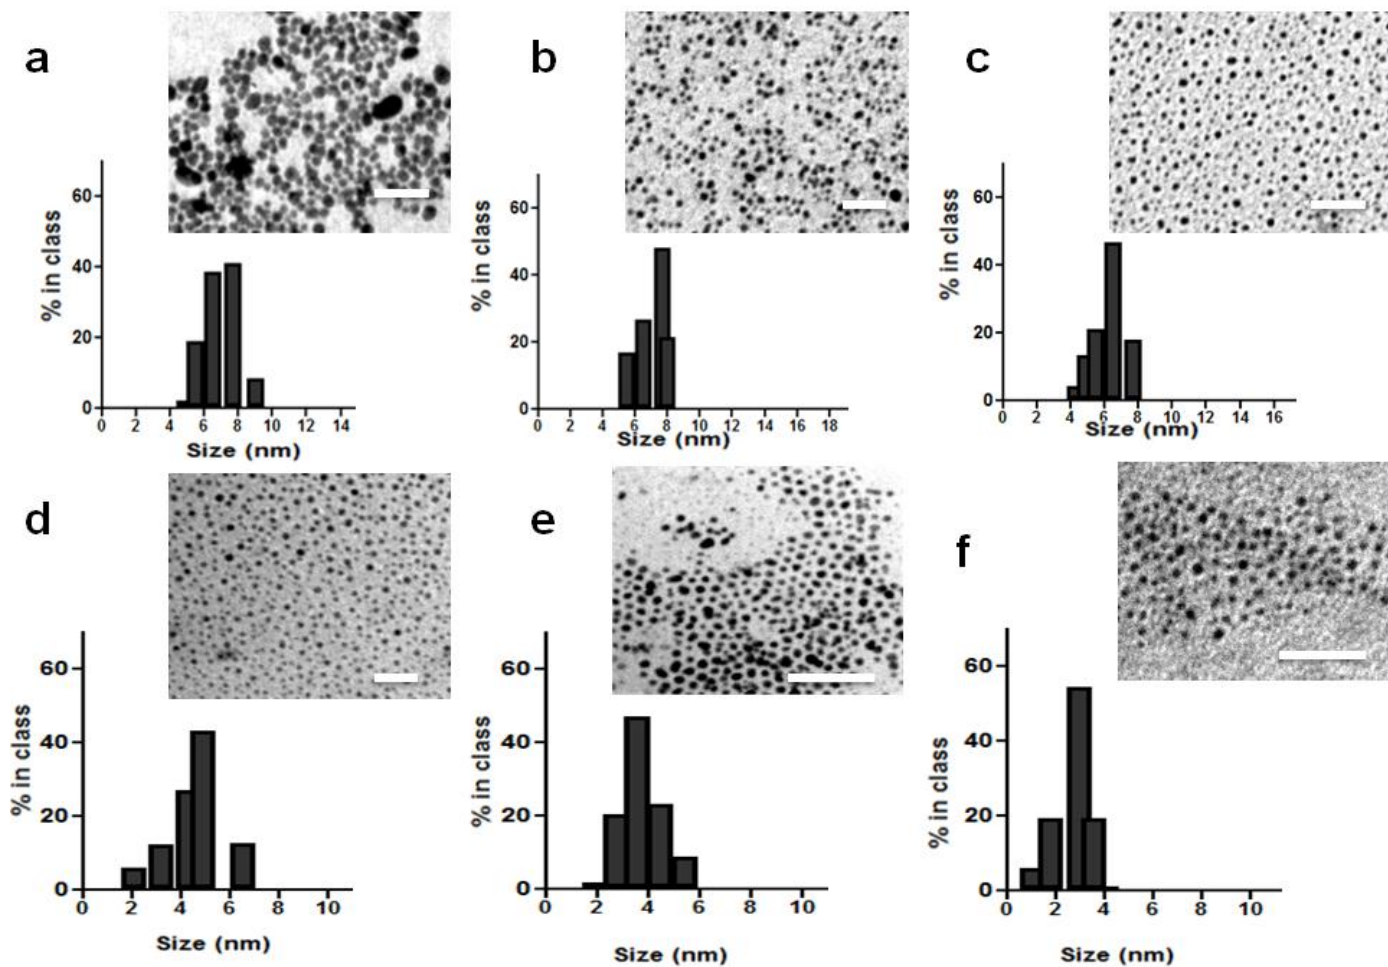 a
60
40
20
0
% in class
0 2 4 6 8 10 12 14
Size (nm)
b
60
40
20
0
% in class
0 2 4 6 8 10 12 14 16 18
Size (nm)
c
60
40
20
0
% in class
0 2 4 6 8 10 12 14 16
Size (nm)
d
60
40
20
0
% in class
0 2 4 6 8 10
Size (nm)
e
60
40
20
0
% in class
0 2 4 6 8 10
Size (nm)
f
60
40
20
0
% in class
0 2 4 6 8 10
Size (nm)